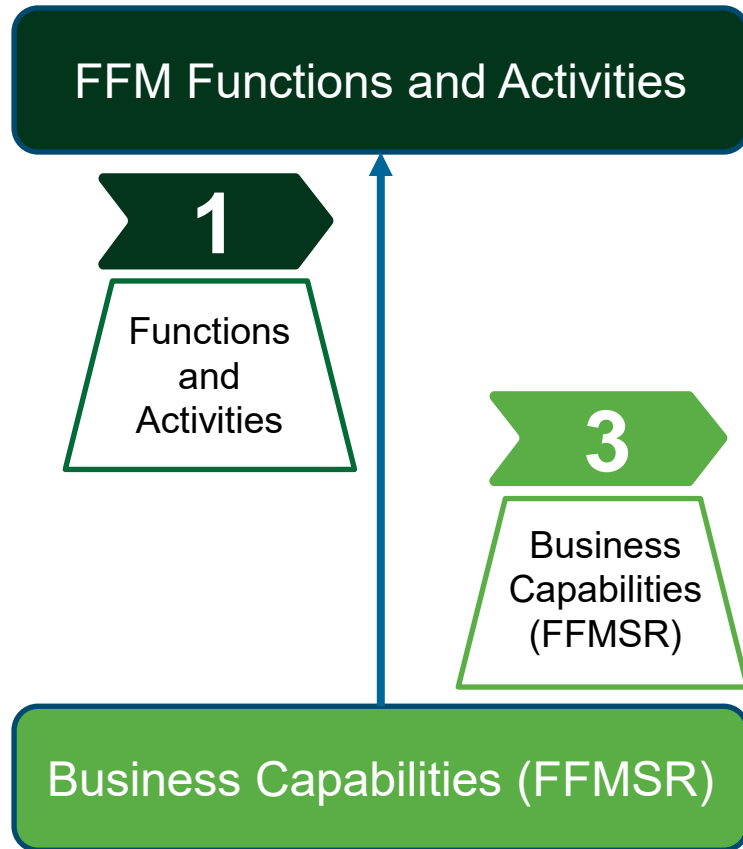 FFM Functions and Activities
1
Functions
and
Activities
3
Business
Capabilities
(FFMSR)
Business Capabilities (FFMSR)